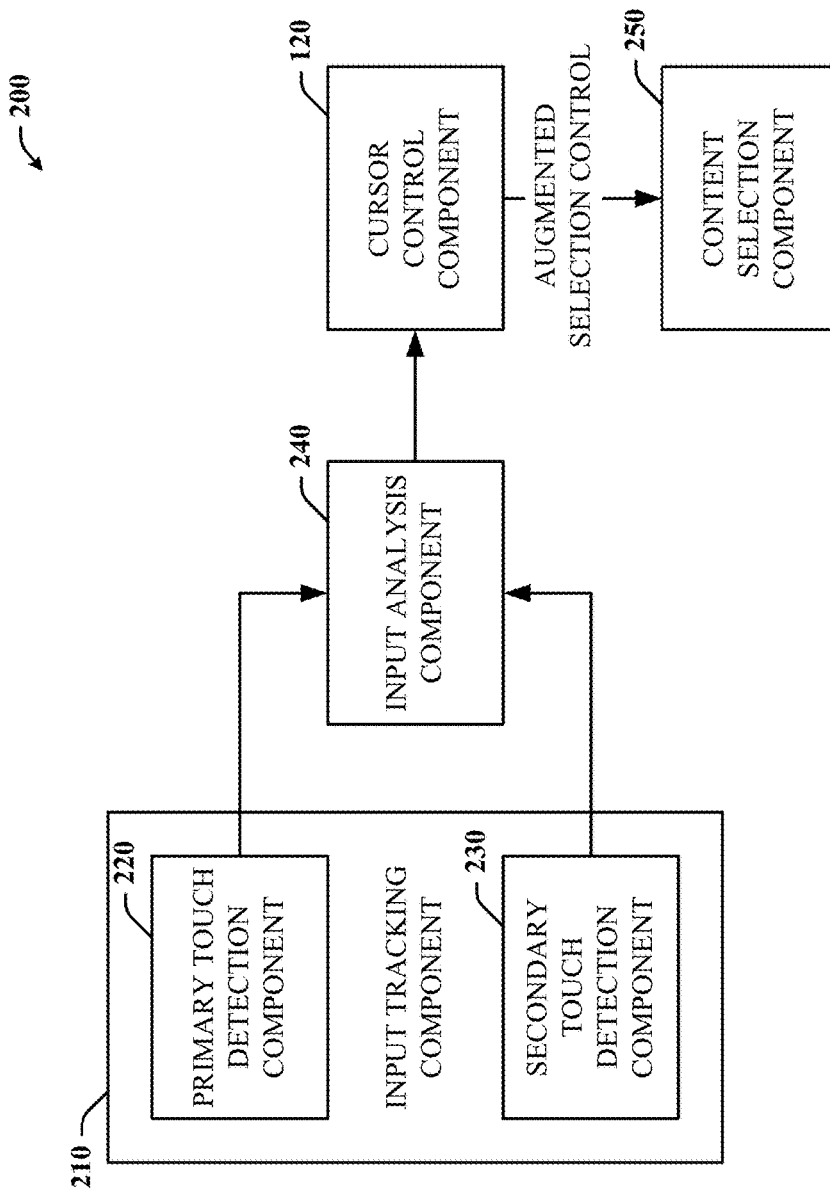 200
210
220
PRIMARY TOUCH
DETECTION
COMPONENT
INPUT TRACKING
COMPONENT
230
SECONDARY
TOUCH
DETECTION
COMPONENT
240
INPUT ANALYSIS
COMPONENT
120
CURSOR
CONTROL
COMPONENT
AUGMENTED
SELECTION CONTROL
250
CONTENT
SELECTION
COMPONENT